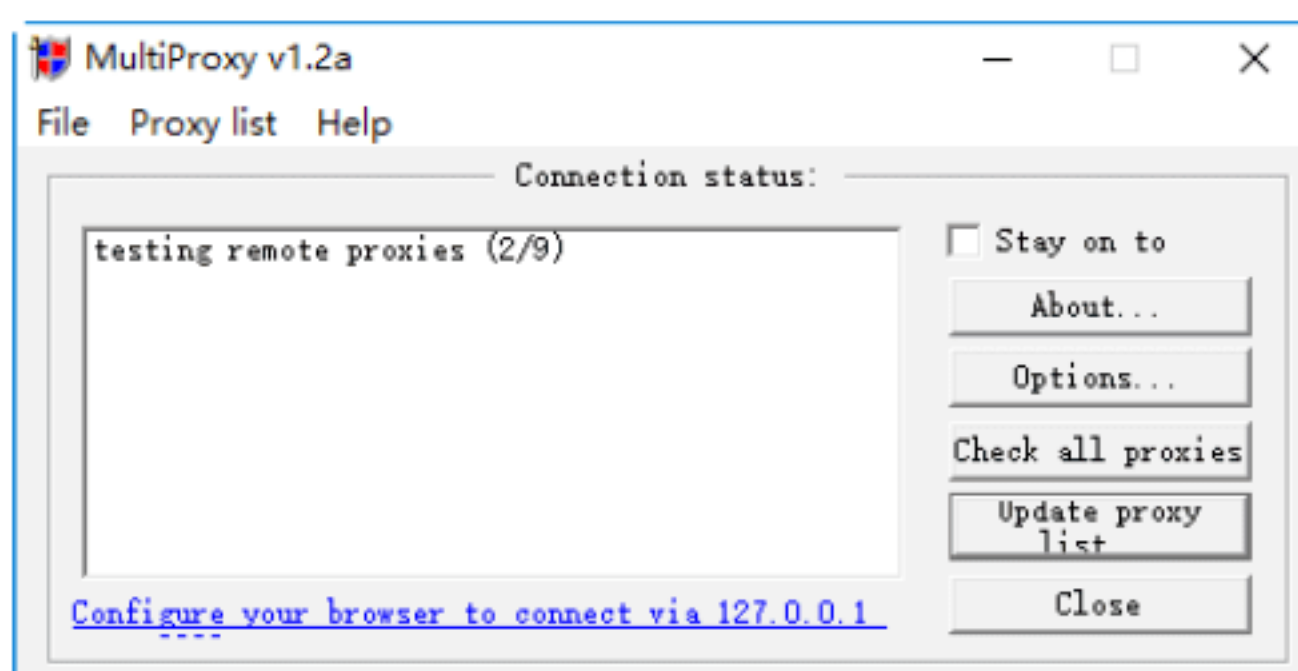 MultiProxy v1.2a
File Proxy list Help
Connection status:
testing remote proxies (2/9)
Stay on to
About...
Options...
Check all proxies
Update proxy
list
Close
Configure your browser to connect via 127.0.0.1